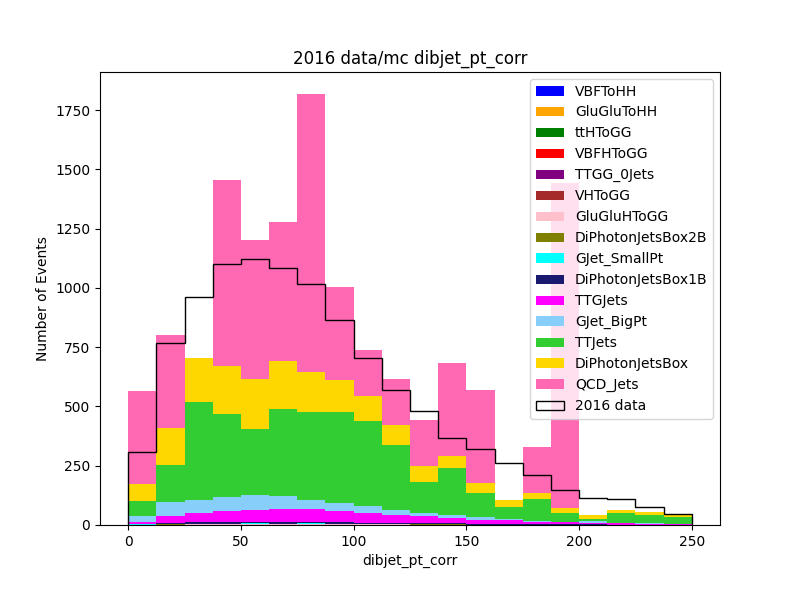 2016 data/mc dibjet_pt_corr
Number of Events
1750
1500
1250
1000
750
500
250
0
0
50
100
150
200
250
dibjet_pt_corr
VBFToHH
GluGluToHH
ttHToGG
VBFHToGG
TTGG_0Jets
VHToGG
GluGluHToGG
DiPhotonJetsBox2B
GJet_SmallPt
DiPhotonJetsBox1B
TTGJets
GJet_BigPt
TTJets
DiPhotonJetsBox
QCD_Jets
2016 data